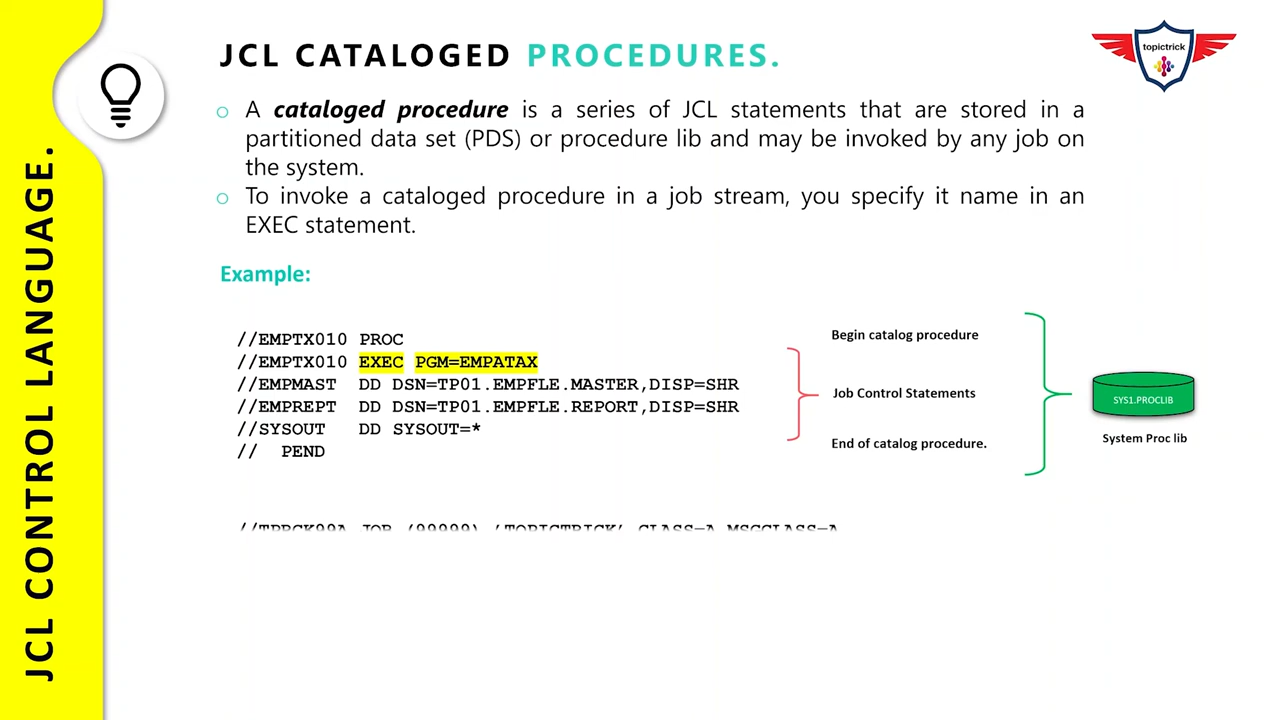 JCL CONTROL LANGUAGE.
JCL CATALOGED PROCEDURES.
topictrick
A cataloged procedure is a series of JCL statements that are stored in a
partitioned data set (PDS) or procedure lib and may be invoked by any job on
the system.
To invoke a cataloged procedure in a job stream, you specify it name in an
EXEC statement.
Example:
//EMPTX010 PROC
//EMPTX010 EXEC PGM=EMPATAX
//EMPMAST DD DSN=TP01.EMPFLE.MASTER,DISP=SHR
//EMPREPT DD DSN=TP01.EMPFLE.REPORT,DISP=SHR
//SYSOUT DD SYSOUT=*
// PEND
Begin catalog procedure
Job Control Statements
End of catalog procedure.
SYS1.PROCLIB
System Proc lib
JOB (99999) 'TOPICTRICK' CLASS=A